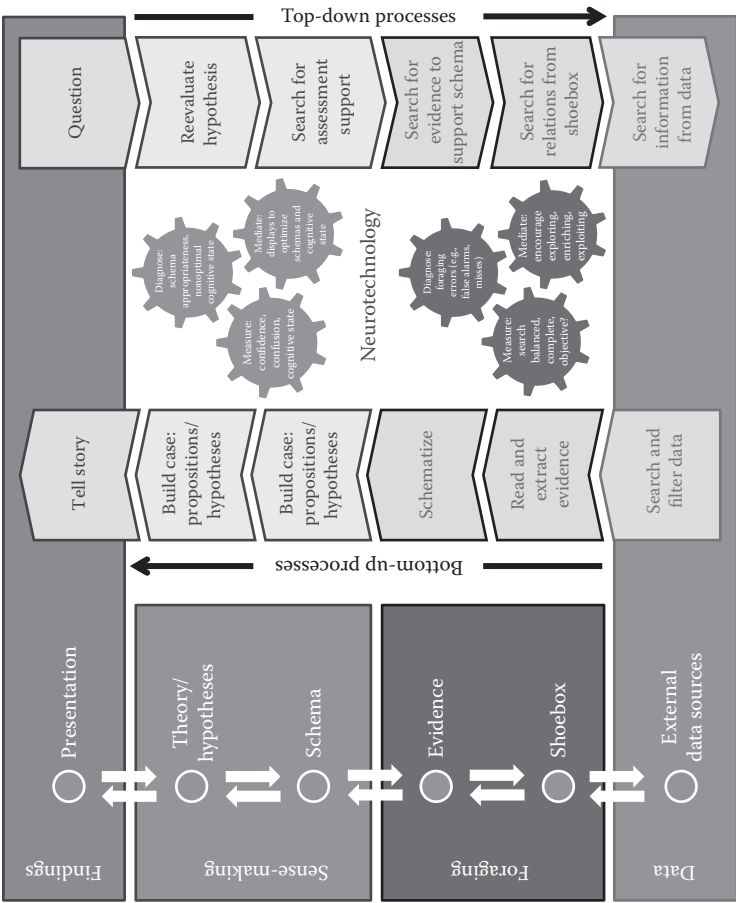 Top-down processes
Question
Reevaluate
hypothesis
Search for
assessment
support
Search for
evidence to
support schema
Search for
relations from
shoebox
Search for
information
from data
Diagnose:
schema
appropriateness,
nonoptimal
cognitive state
Mediate:
displays to
optimize
schemas and
cognitive
state
Measure:
confidence,
confusion,
cognitive state
Neurotechnology
Diagnose:
foraging
errors (e.g.,
false alarms,
misses)
Mediate:
encourage
exploring,
enriching,
exploiting
Measure:
search
balanced,
complete,
objective?
Tell story
Build case:
propositions/
hypotheses
Build case:
propositions/
hypotheses
Schematize
Read and
extract
evidence
Search and
filter data
Bottom-up processes
Presentation
Theory/
hypotheses
Schema
Evidence
Shoebox
External
data sources
Findings
Sense-making
Foraging
Data